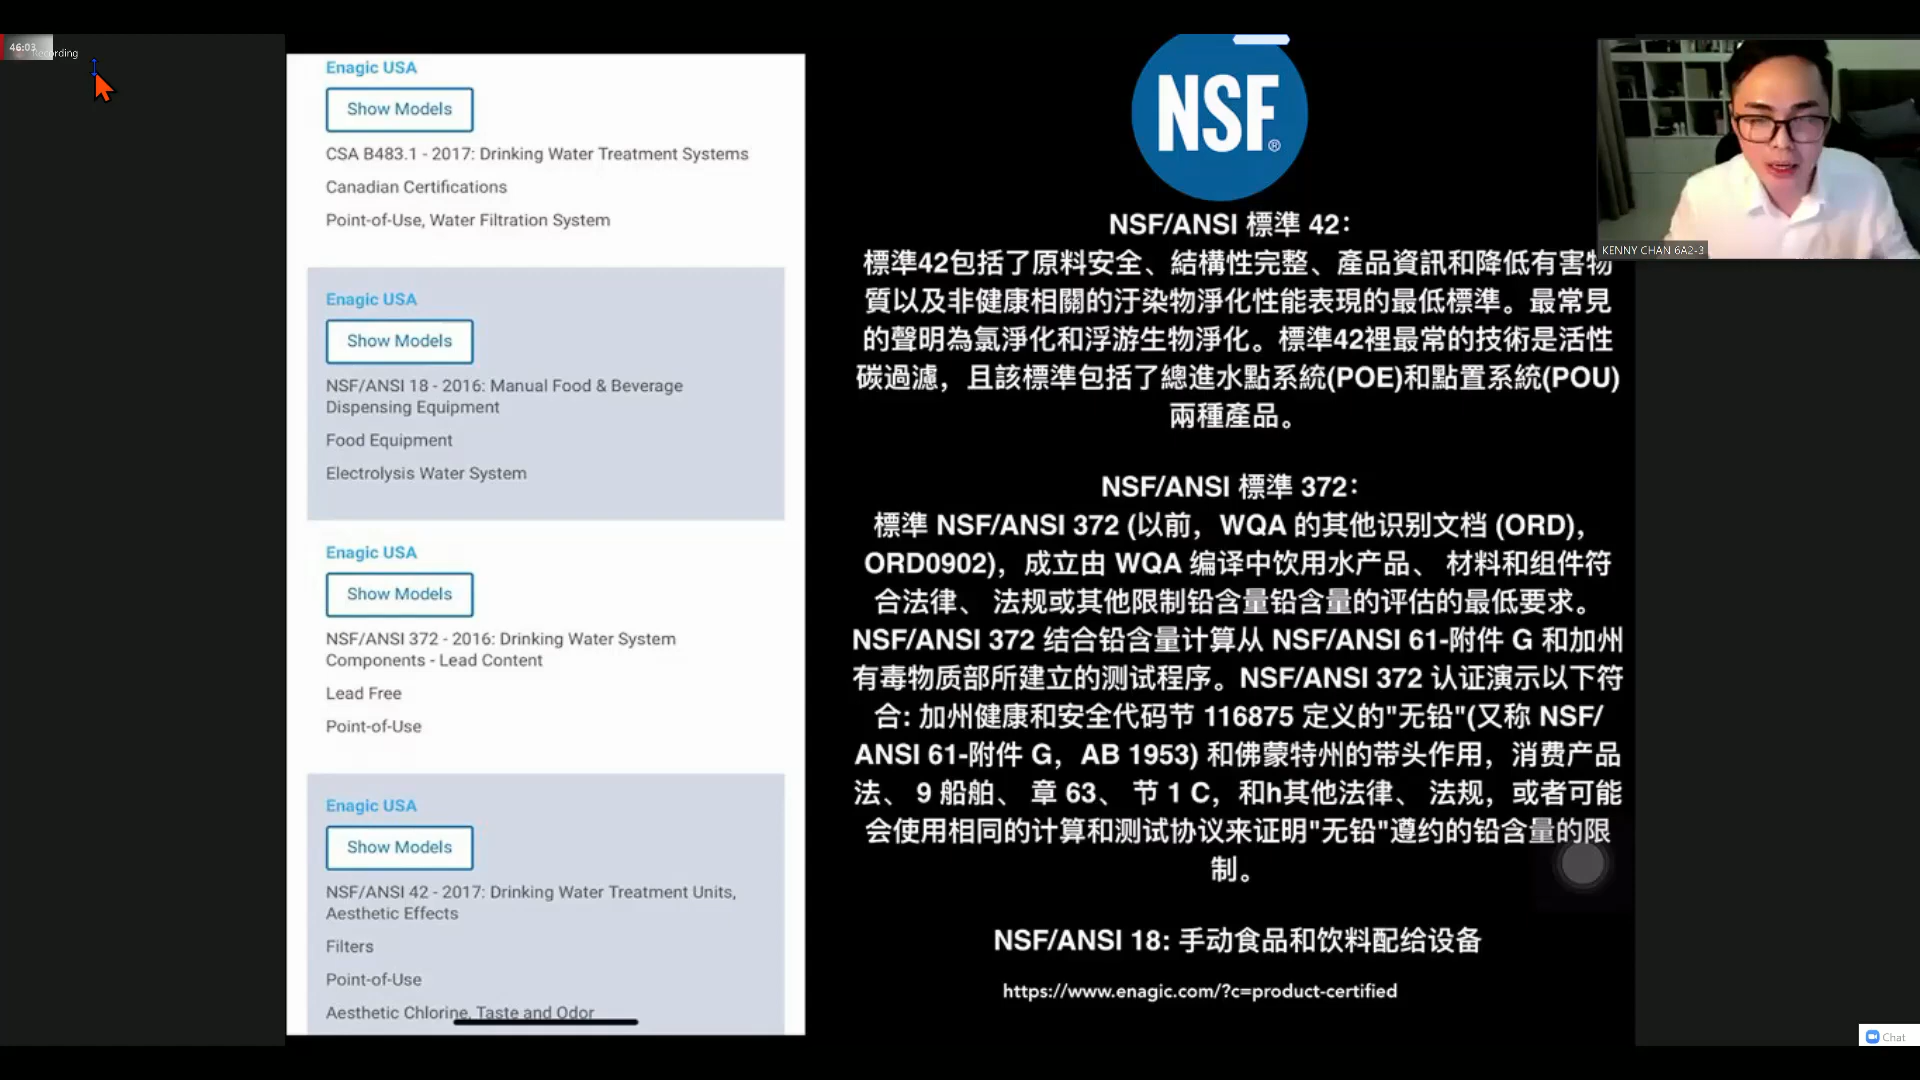 46:03
Recording
Enagic USA
Show Models
CSA B483.1 - 2017: Drinking Water Treatment Systems
Canadian Certifications
Point-of-Use, Water Filtration System
Enagic USA
Show Models
NSF/ANSI 18 - 2016: Manual Food & Beverage
Dispensing Equipment
Food Equipment
Electrolysis Water System
Enagic USA
Show Models
NSF/ANSI 372 - 2016: Drinking Water System
Components - Lead Content
Lead Free
Point-of-Use
Enagic USA
Show Models
NSF/ANSI 42 - 2017: Drinking Water Treatment Units,
Aesthetic Effects
Filters
Point-of-Use
Aesthetic Chlorine, Taste and Odor
NSF®
NSF/ANSI 標準 42：
標準42包括了原料安全、結構性完整、產品資訊和降低有害物
質以及非健康相關的汙染物淨化性能表現的最低標準。最常見
的聲明為氯淨化和浮游生物淨化。標準42裡最常的技術是活性
碳過濾，且該標準包括了總進水點系統(POE)和點置系統(POU)
兩種產品。
NSF/ANSI 標準 372：
標準 NSF/ANSI 372 (以前，WQA 的其他识别文档 (ORD)，
ORD0902)，成立由 WQA 编译中饮用水产品、 材料和组件符
合法律、 法规或其他限制铅含量铅含量的评估的最低要求。
NSF/ANSI 372 结合铅含量计算从 NSF/ANSI 61-附件 G 和加州
有毒物质部所建立的测试程序。NSF/ANSI 372 认证演示以下符
合: 加州健康和安全代码节 116875 定义的"无铅"(又称 NSF/
ANSI 61-附件 G，AB 1953) 和佛蒙特州的带头作用，消费产品
法、 9 船舶、 章 63、 节 1 C，和h其他法律、 法规，或者可能
会使用相同的计算和测试协议来证明"无铅"遵约的铅含量的限
制。
NSF/ANSI 18: 手动食品和饮料配给设备
https://www.enagic.com/?c=product-certified
KENNY CHAN 6A2-3
Chat